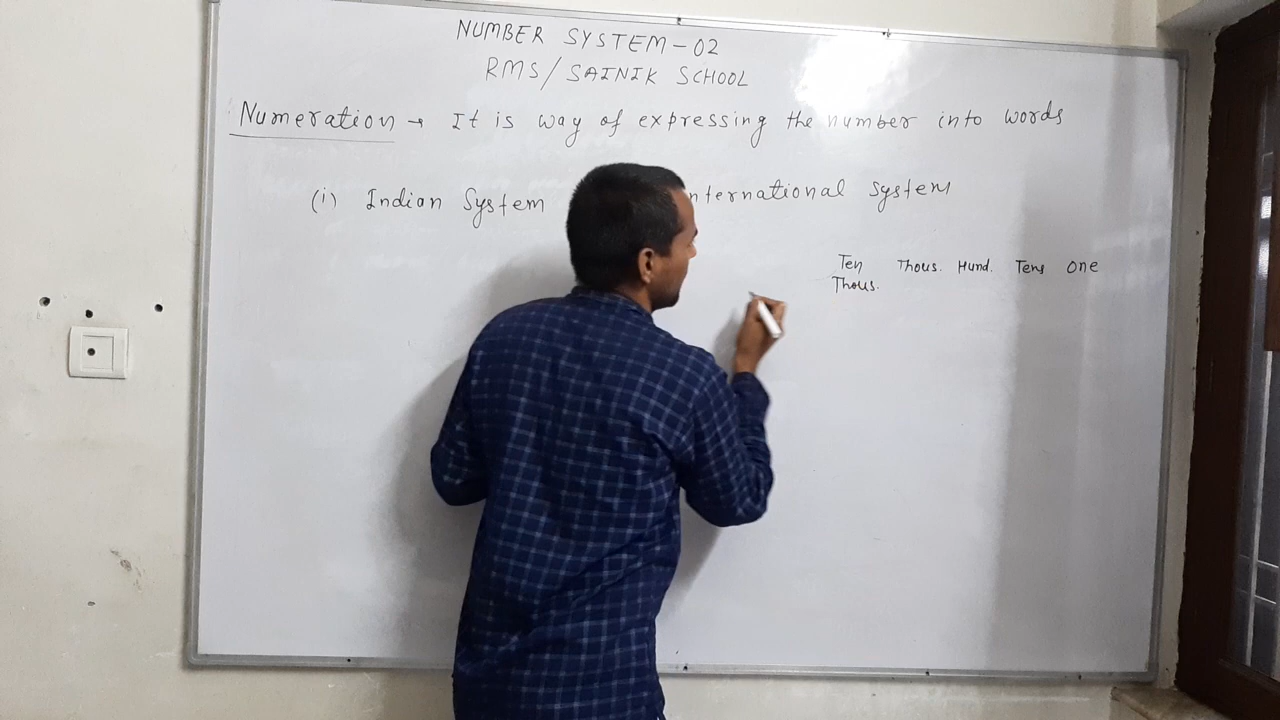 NUMBER SYSTEM-02
RMS/SAINIK SCHOOL
Numeration → It is way of expressing the number into words
(i) Indian System nternational System
Ten Thous. Hund. Tens One
Thous.